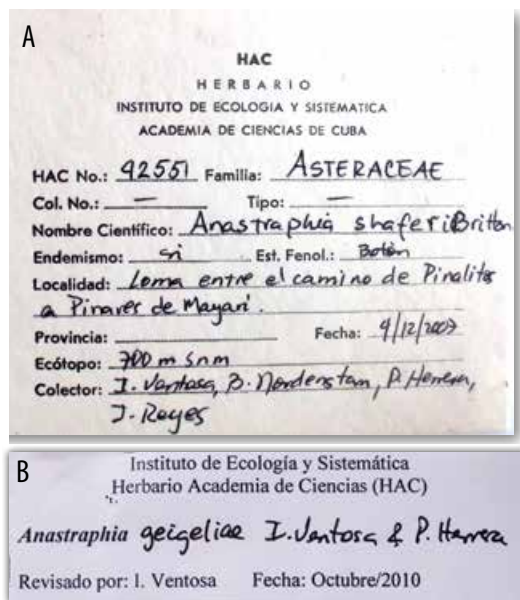 A
HAC
HERBARIO
INSTITUTO DE ECOLOGIA Y SISTEMATICA
ACADEMIA DE CIENCIAS DE CUBA
HAC No.: 42551 Familia: ASTERACEAE
Col. No.: — Tipo: —
Nombre Científico: Anastraphia shaferi Britton
Endemismo: si Est. Fenol.: Botón
Localidad: Loma entre el camino de Pinalito
a Pinares de Mayarí.
Provincia: Fecha: 9/12/2007
Ecótopo: 700 m snm
Colector: I. Ventosa, B. Nordenstam, P. Herrera,
J. Reyes
B
Instituto de Ecología y Sistemática
Herbario Academia de Ciencias (HAC)
Anastraphia geigeliae I. Ventosa & P. Herrera
Revisado por: I. Ventosa Fecha: Octubre/2010